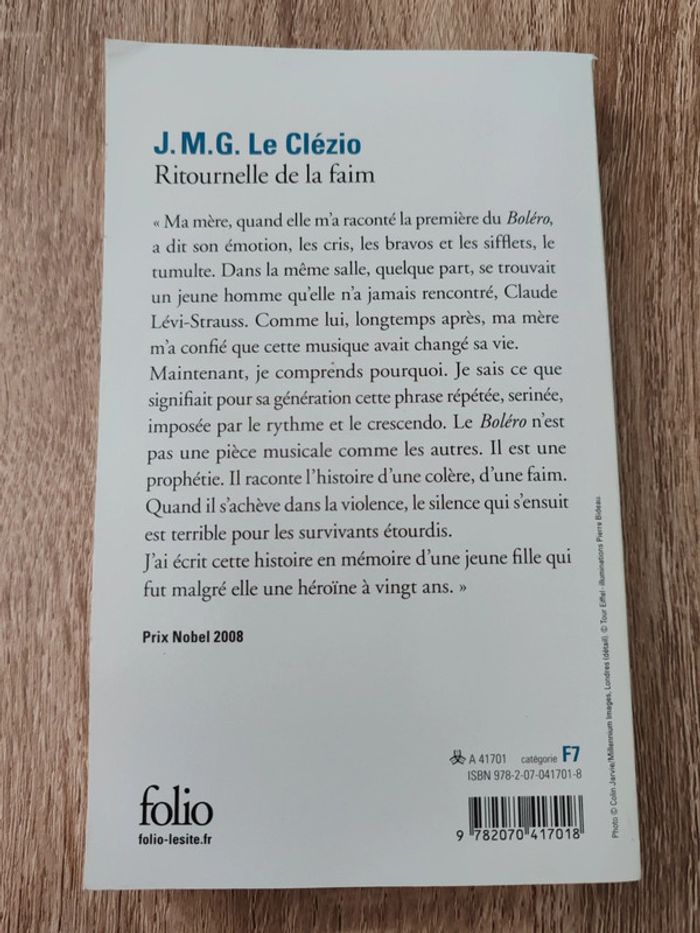 J. M. G. Le Clézio
Ritournelle de la faim
« Ma mère, quand elle m'a raconté la première du Boléro,
a dit son émotion, les cris, les bravos et les sifflets, le
tumulte. Dans la même salle, quelque part, se trouvait
un jeune homme qu'elle n'a jamais rencontré, Claude
Lévi-Strauss. Comme lui, longtemps après, ma mère
m'a confié que cette musique avait changé sa vie.
Maintenant, je comprends pourquoi. Je sais ce que
signifiait pour sa génération cette phrase répétée, serinée,
imposée par le rythme et le crescendo. Le Boléro n'est
pas une pièce musicale comme les autres. Il est une
prophétie. Il raconte l'histoire d'une colère, d'une faim.
Quand il s'achève dans la violence, le silence qui s'ensuit
est terrible pour les survivants étourdis.
J'ai écrit cette histoire en mémoire d'une jeune fille qui
fut malgré elle une héroïne à vingt ans. »
Prix Nobel 2008
A 41701 catégorie F7
ISBN 978-2-07-041701-8
folio
folio-lesite.fr
9 782070 417018
Photo © Colin Jarvie/Millennium Images, Londres (détail). © Tour Eiffel - illuminations Pierre Bideau.